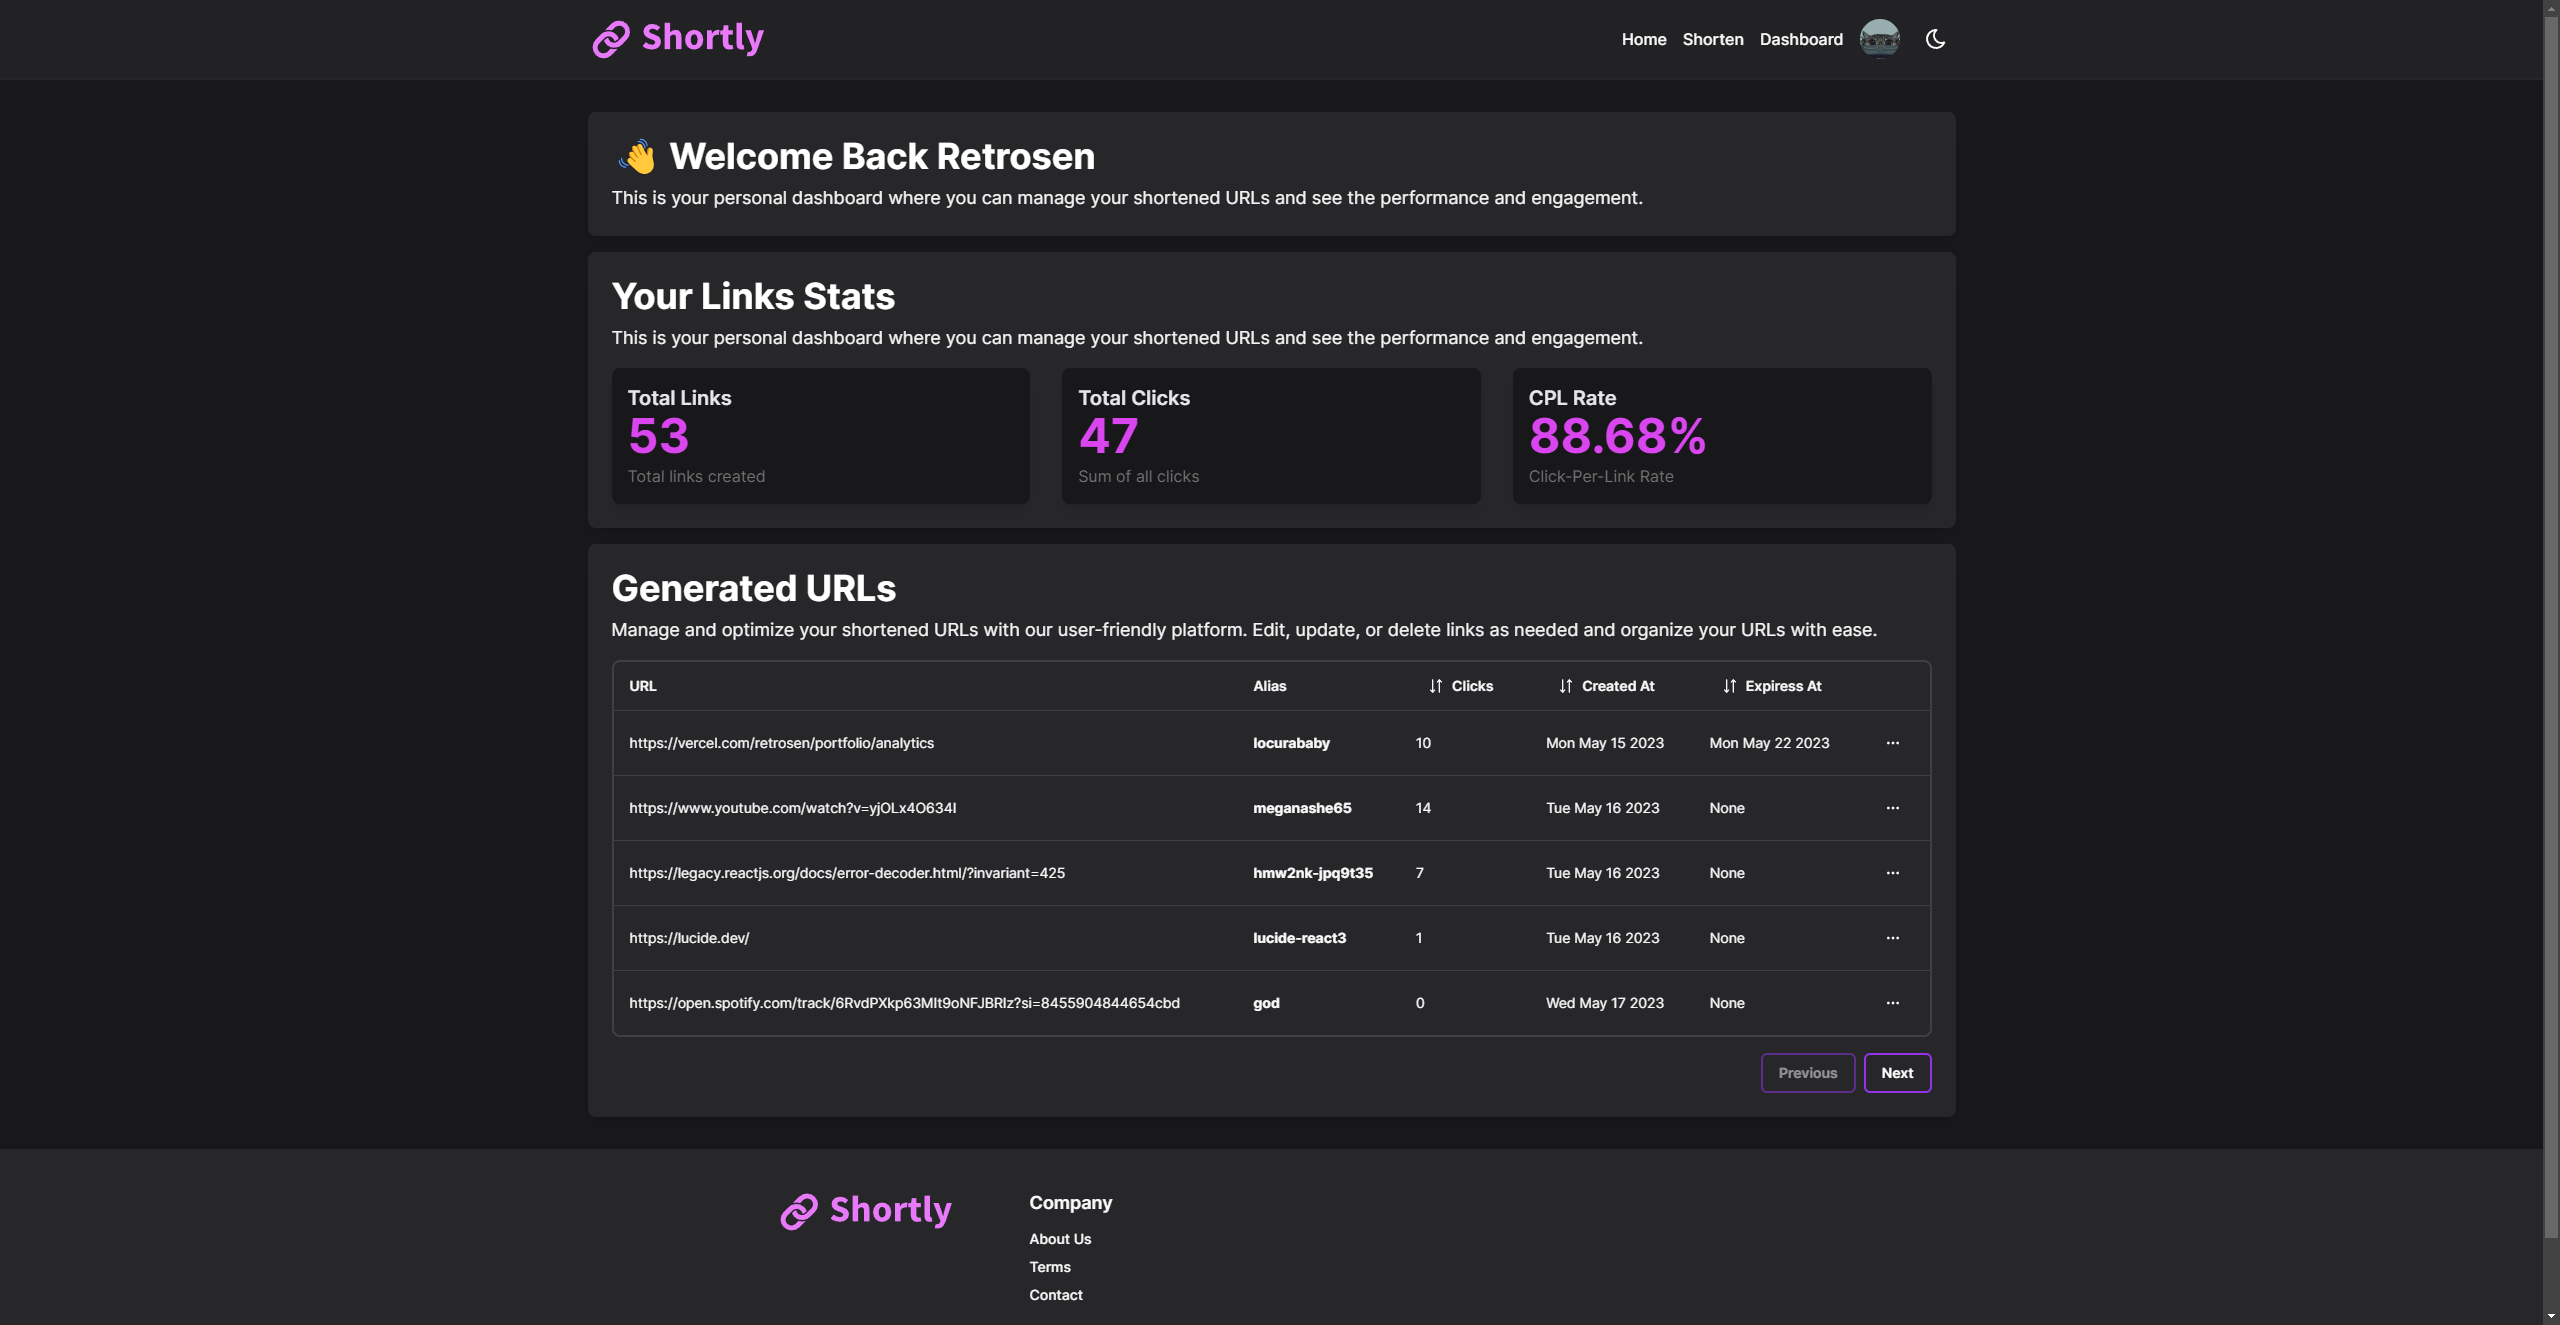 Shortly
Home Shorten Dashboard
👋 Welcome Back Retrosen
This is your personal dashboard where you can manage your shortened URLs and see the performance and engagement.
Your Links Stats
This is your personal dashboard where you can manage your shortened URLs and see the performance and engagement.
Total Links
53
Total links created
Total Clicks
47
Sum of all clicks
CPL Rate
88.68%
Click-Per-Link Rate
Generated URLs
Manage and optimize your shortened URLs with our user-friendly platform. Edit, update, or delete links as needed and organize your URLs with ease.
URL Alias Clicks Created At Expiress At
https://vercel.com/retrosen/portfolio/analytics locurababy 10 Mon May 15 2023 Mon May 22 2023 ...
https://www.youtube.com/watch?v=yjOLx4O634I meganashe65 14 Tue May 16 2023 None ...
https://legacy.reactjs.org/docs/error-decoder.html/?invariant=425 hmw2nk-jpq9t35 7 Tue May 16 2023 None ...
https://lucide.dev/ lucide-react3 1 Tue May 16 2023 None ...
https://open.spotify.com/track/6RvdPXkp63MIt9oNFJBRIz?si=8455904844654cbd god 0 Wed May 17 2023 None ...
Previous Next
Shortly
Company
About Us
Terms
Contact